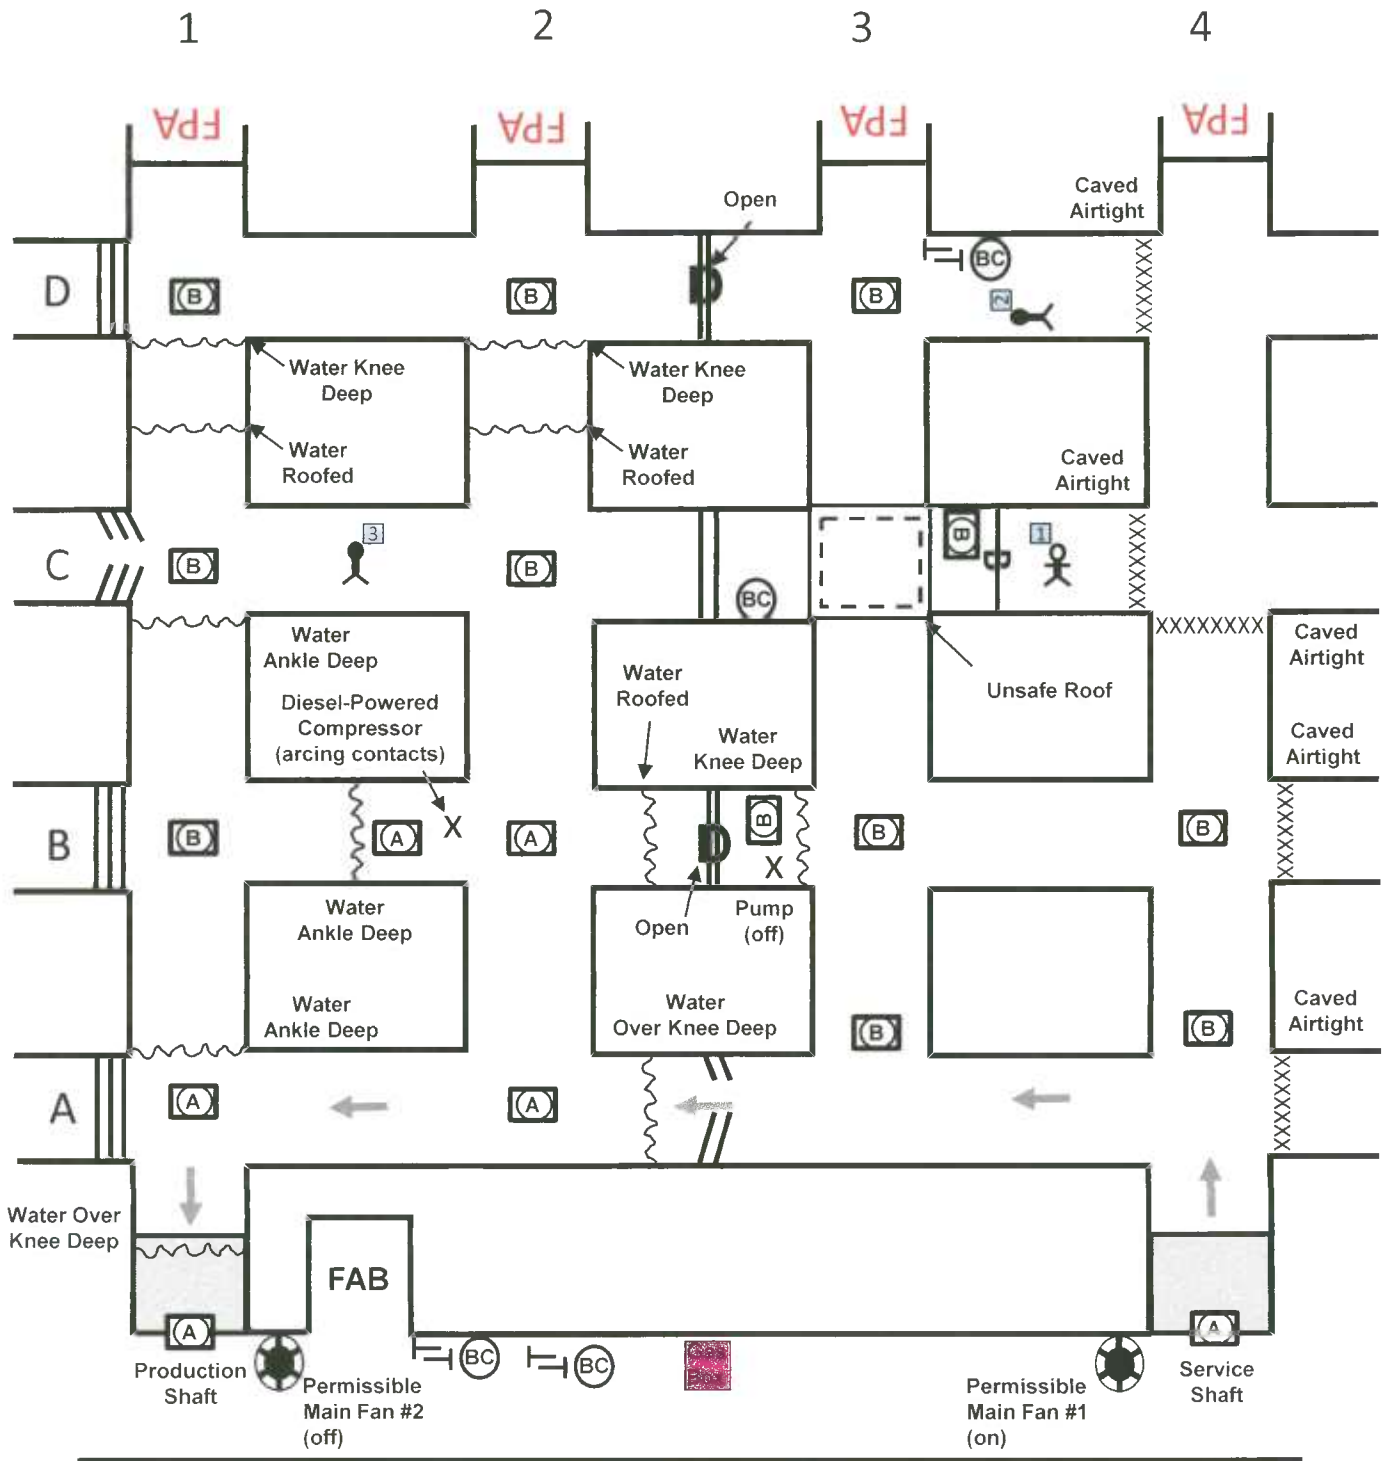 1 2 3 4
FPA FPA FPA FPA
Caved
Airtight
Open
D
BC
B B B
2
Water Knee
Deep
Water Knee
Deep
Water
Roofed
Water
Roofed
Caved
Airtight
C
3
1
B B B
BC
XXXXXXXX
Water
Ankle Deep
Caved
Airtight
Water
Roofed
Unsafe Roof
Diesel-Powered
Compressor
(arcing contacts)
Water
Knee Deep
Caved
Airtight
B
B A X A B B B
X
D
Water
Ankle Deep
Open
Pump
(off)
Water
Ankle Deep
Water
Over Knee Deep
Caved
Airtight
B B
A
A A
Water Over
Knee Deep
FAB
A A
BC BC
Production
Shaft
Permissible
Main Fan #2
(off)
Permissible
Main Fan #1
(on)
Service
Shaft